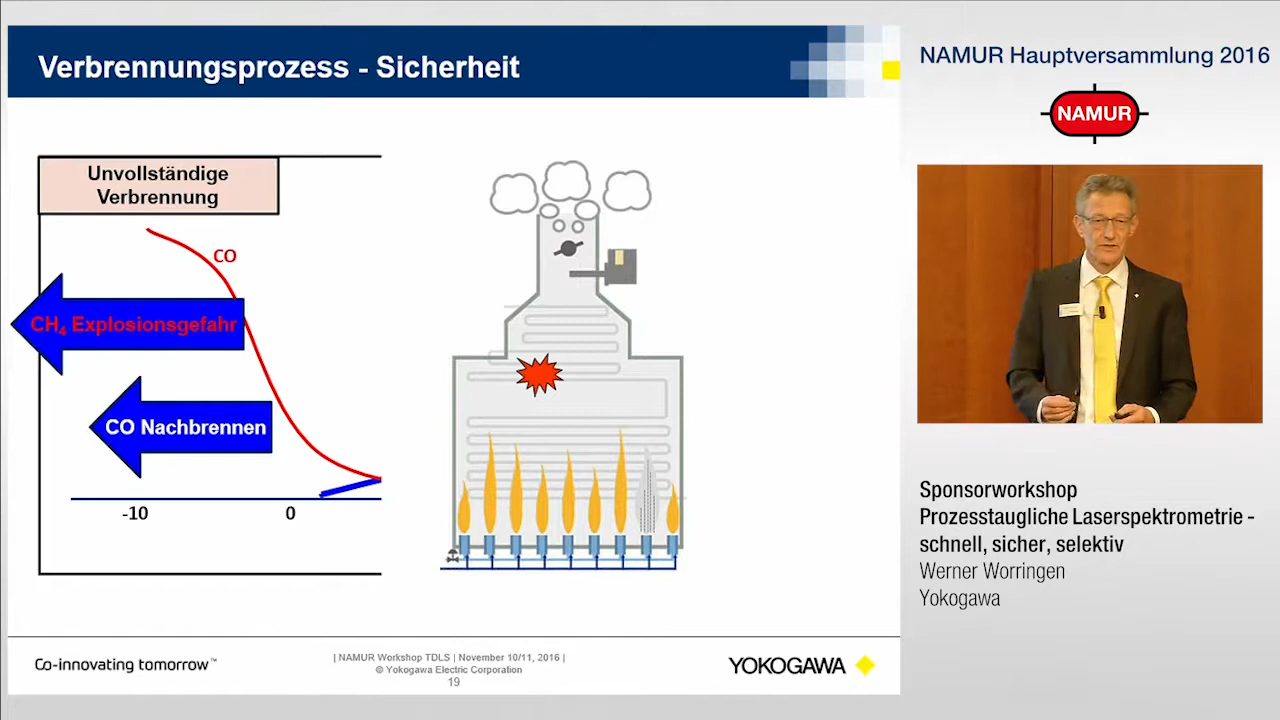 Verbrennungsprozess - Sicherheit
Unvollständige
Verbrennung
CO
CH₄ Explosionsgefahr
CO Nachbrennen
-10
0
Co-innovating tomorrow™
| NAMUR Workshop TDLS | November 10/11, 2016 |
© Yokogawa Electric Corporation
19
YOKOGAWA
NAMUR Hauptversammlung 2016
NAMUR
Sponsorworkshop
Prozesstaugliche Laserspektrometrie -
schnell, sicher, selektiv
Werner Worringen
Yokogawa